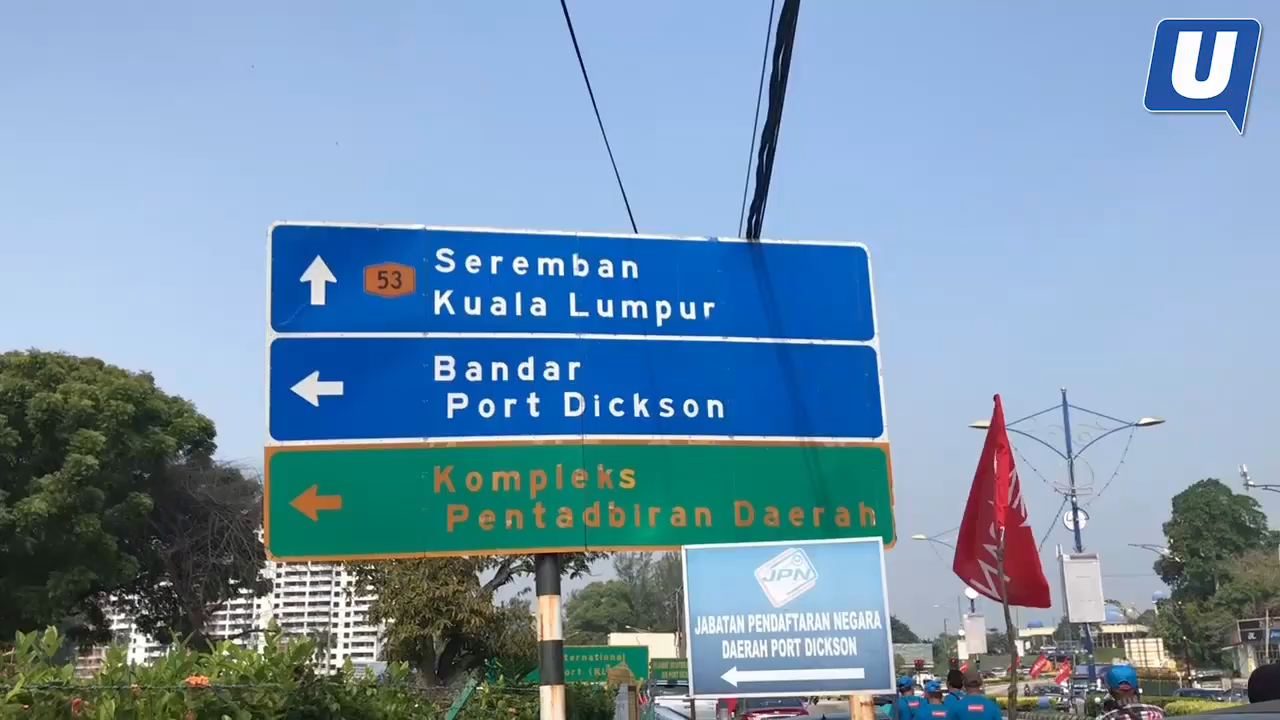 U
53
Seremban
Kuala Lumpur
Bandar
Port Dickson
Kompleks
Pentadbiran Daerah
JPN
JABATAN PENDAFTARAN NEGARA
DAERAH PORT DICKSON